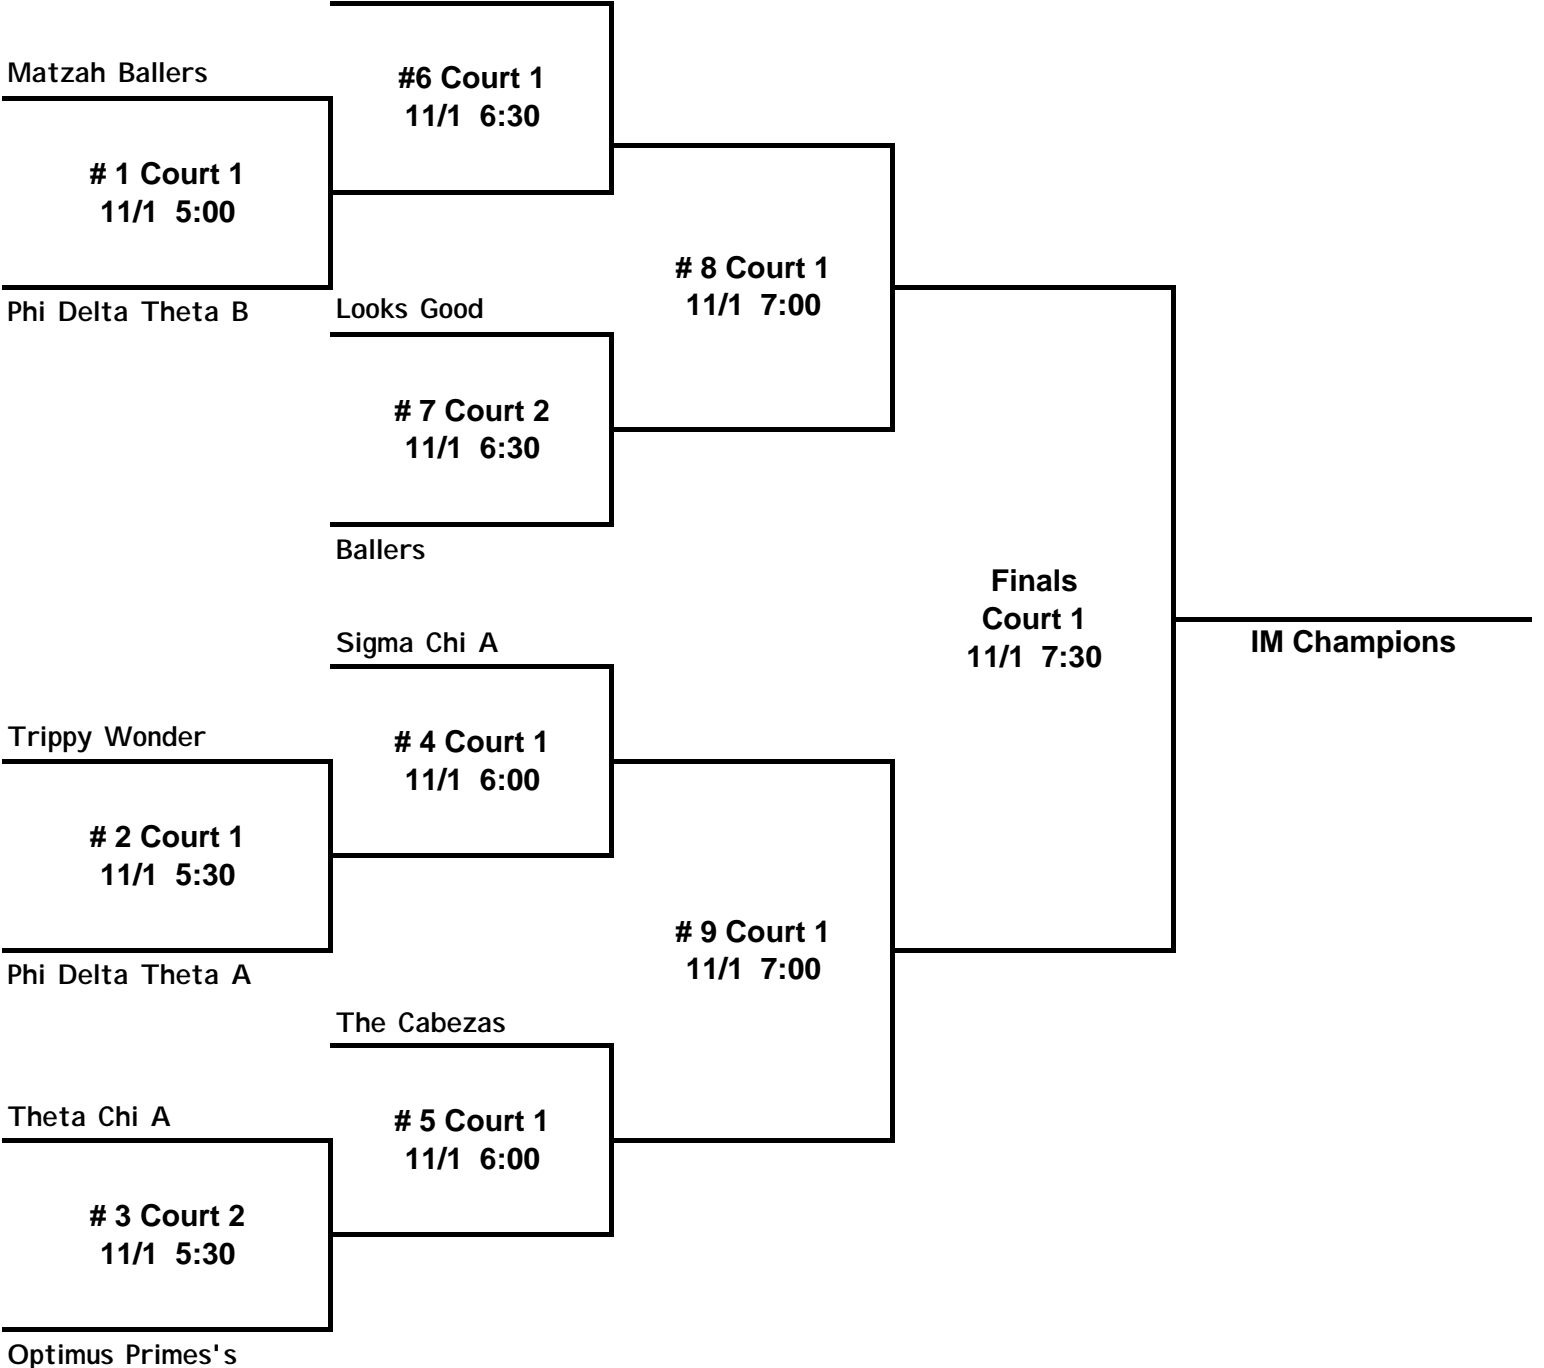 Matzah Ballers
#6 Court 1
11/1 6:30
# 1 Court 1
11/1 5:00
# 8 Court 1
11/1 7:00
Phi Delta Theta B
Looks Good
# 7 Court 2
11/1 6:30
Ballers
Finals
Court 1
11/1 7:30
IM Champions
Sigma Chi A
Trippy Wonder
# 4 Court 1
11/1 6:00
# 2 Court 1
11/1 5:30
# 9 Court 1
11/1 7:00
Phi Delta Theta A
The Cabezas
Theta Chi A
# 5 Court 1
11/1 6:00
# 3 Court 2
11/1 5:30
Optimus Primes's